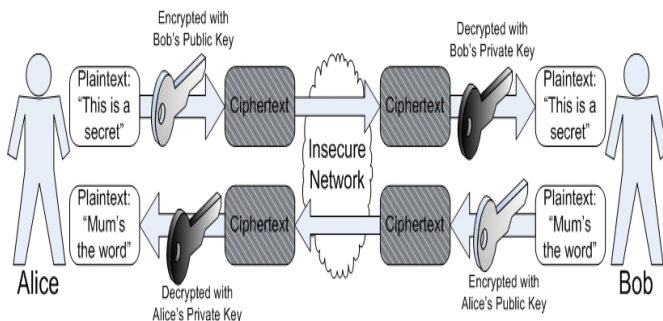 Encrypted with
Bob's Public Key
Decrypted with
Bob's Private Key
Plaintext:
"This is a
secret"
Ciphertext
Ciphertext
Plaintext:
"This is a
secret"
Insecure
Network
Plaintext:
"Mum's
the word"
Ciphertext
Ciphertext
Plaintext:
"Mum's
the word"
Alice
Decrypted with
Alice's Private Key
Encrypted with
Alice's Public Key
Bob